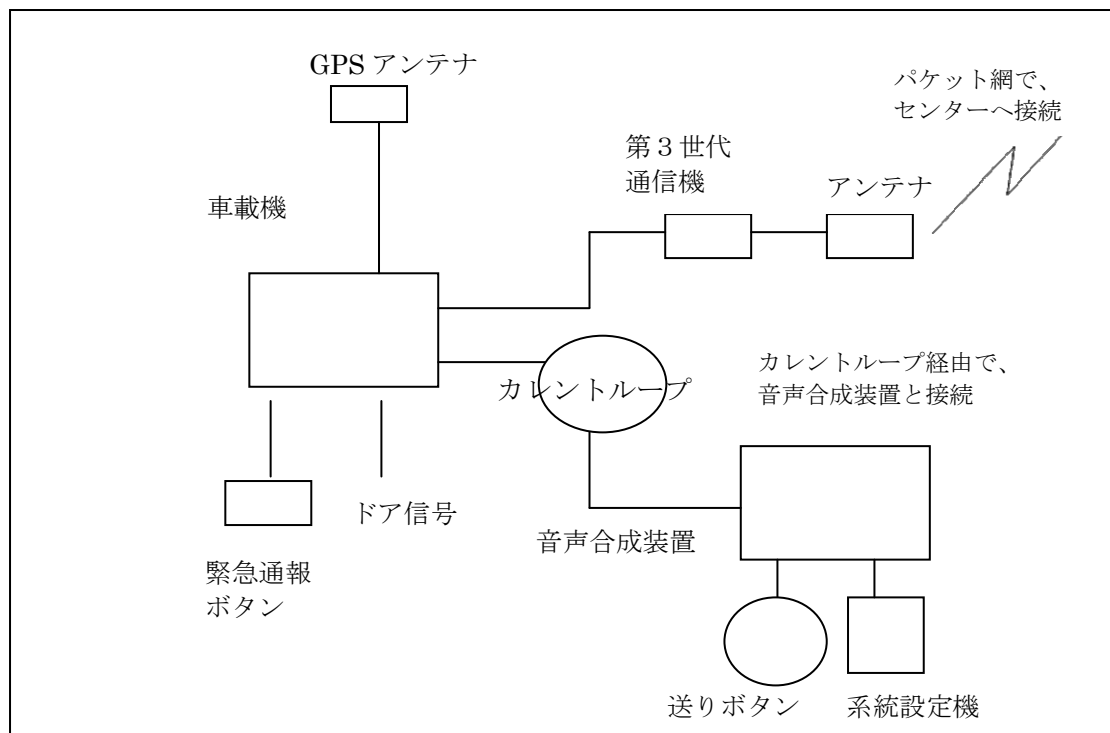 GPS アンテナ
パケット網で、
センターへ接続
第３世代
通信機
アンテナ
車載機
カレントループ経由で、
音声合成装置と接続
カレントループ
ドア信号
音声合成装置
緊急通報
ボタン
送りボタン
系統設定機